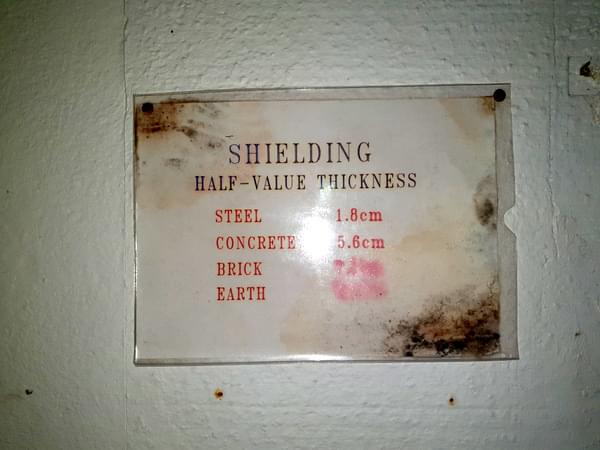 SHIELDING
HALF-VALUE THICKNESS
STEEL 1.8cm
CONCRETE 5.6cm
BRICK
EARTH